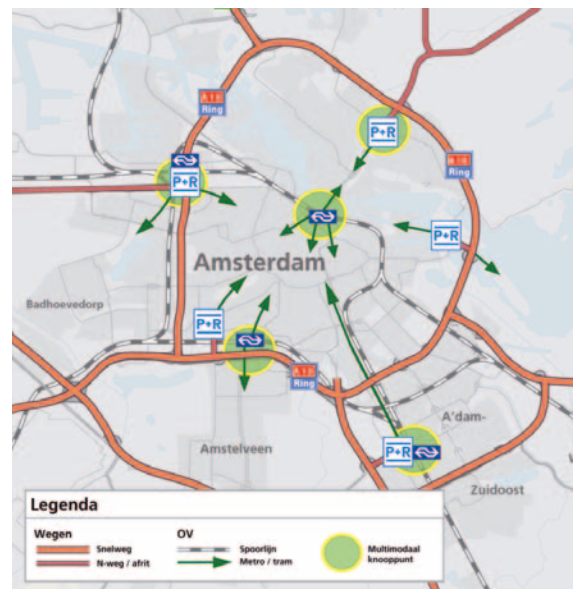 A10
Ring
P+R
A10
Ring
P+R
P+R
Amsterdam
Badhoevedorp
P+R
A10
Ring
A'dam-
Amstelveen
P+R
Zuidoost
Legenda
Wegen
Snelweg
N-weg / afrit
OV
Spoorlijn
Metro / tram
Multimodaal
knooppunt